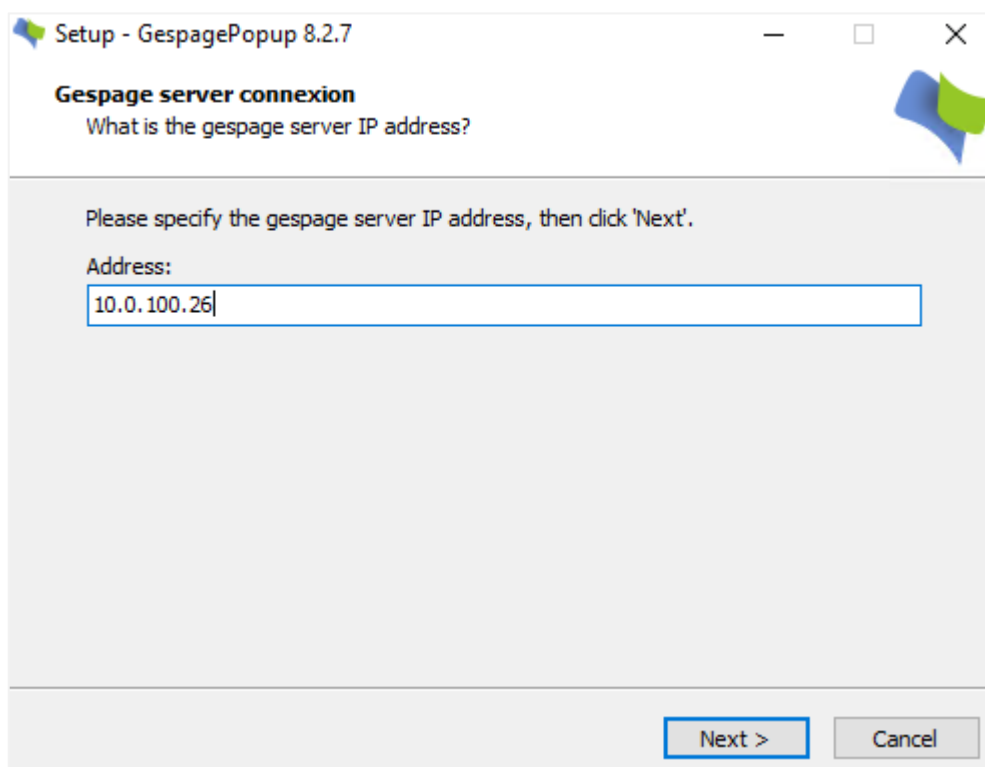 Setup - GespagePopup 8.2.7
Gespage server connexion
What is the gespage server IP address?
Please specify the gespage server IP address, then click 'Next'.
Address:
10.0.100.26
Next >
Cancel